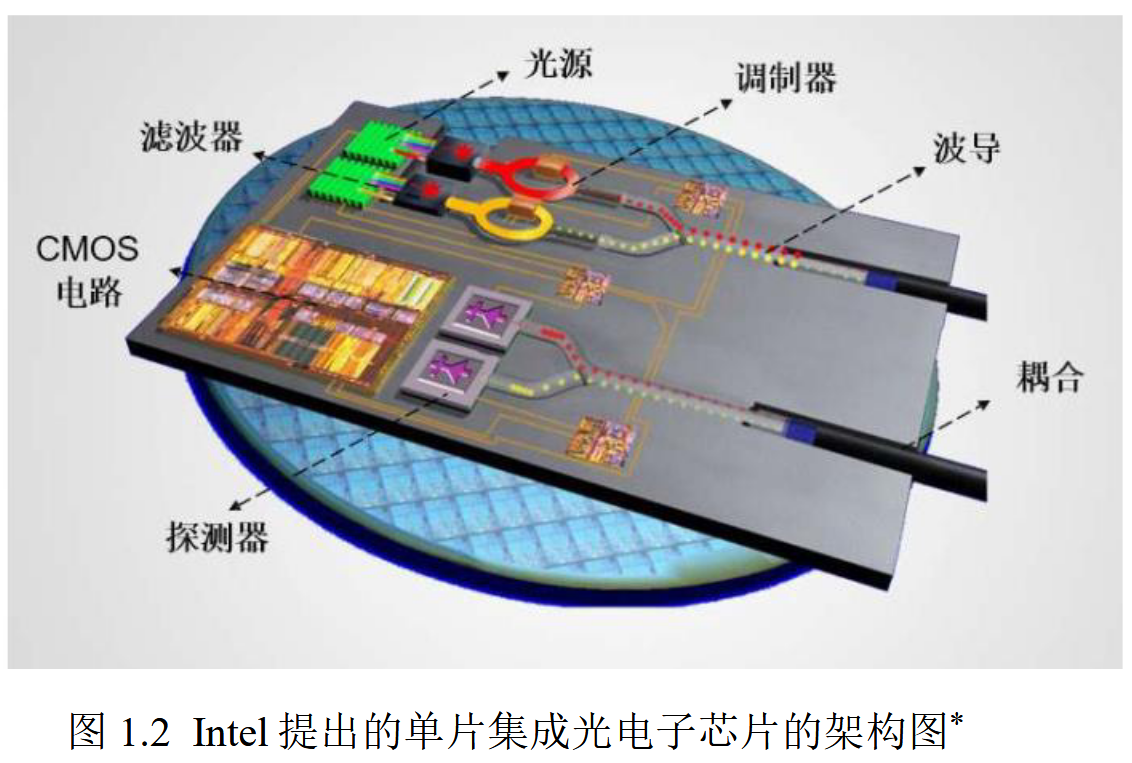 光源
调制器
滤波器
波导
CMOS
电路
耦合
探测器
图 1.2 Intel 提出的单片集成光电子芯片的架构图*